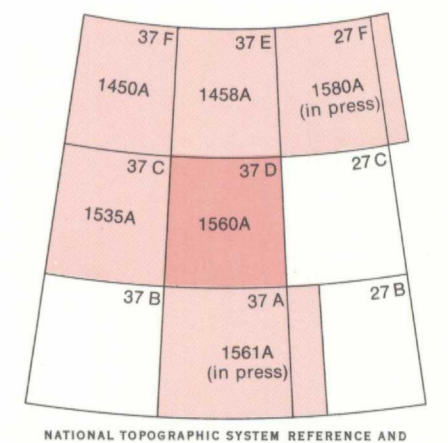 37 F 37 E 27 F
1450A 1458A 1580A
(in press)
37 C 37 D 27 C
1535A 1560A
37 B 37 A 27 B
1561A
(in press)
NATIONAL TOPOGRAPHIC SYSTEM REFERENCE AND